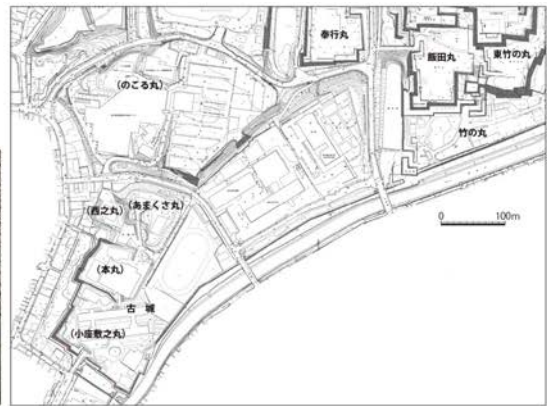 奉行丸
飯田丸
東竹の丸
(のこる丸)
竹の丸
(西之丸)
(あまくさ丸)
0 100m
(本丸)
古 城
(小座敷之丸)